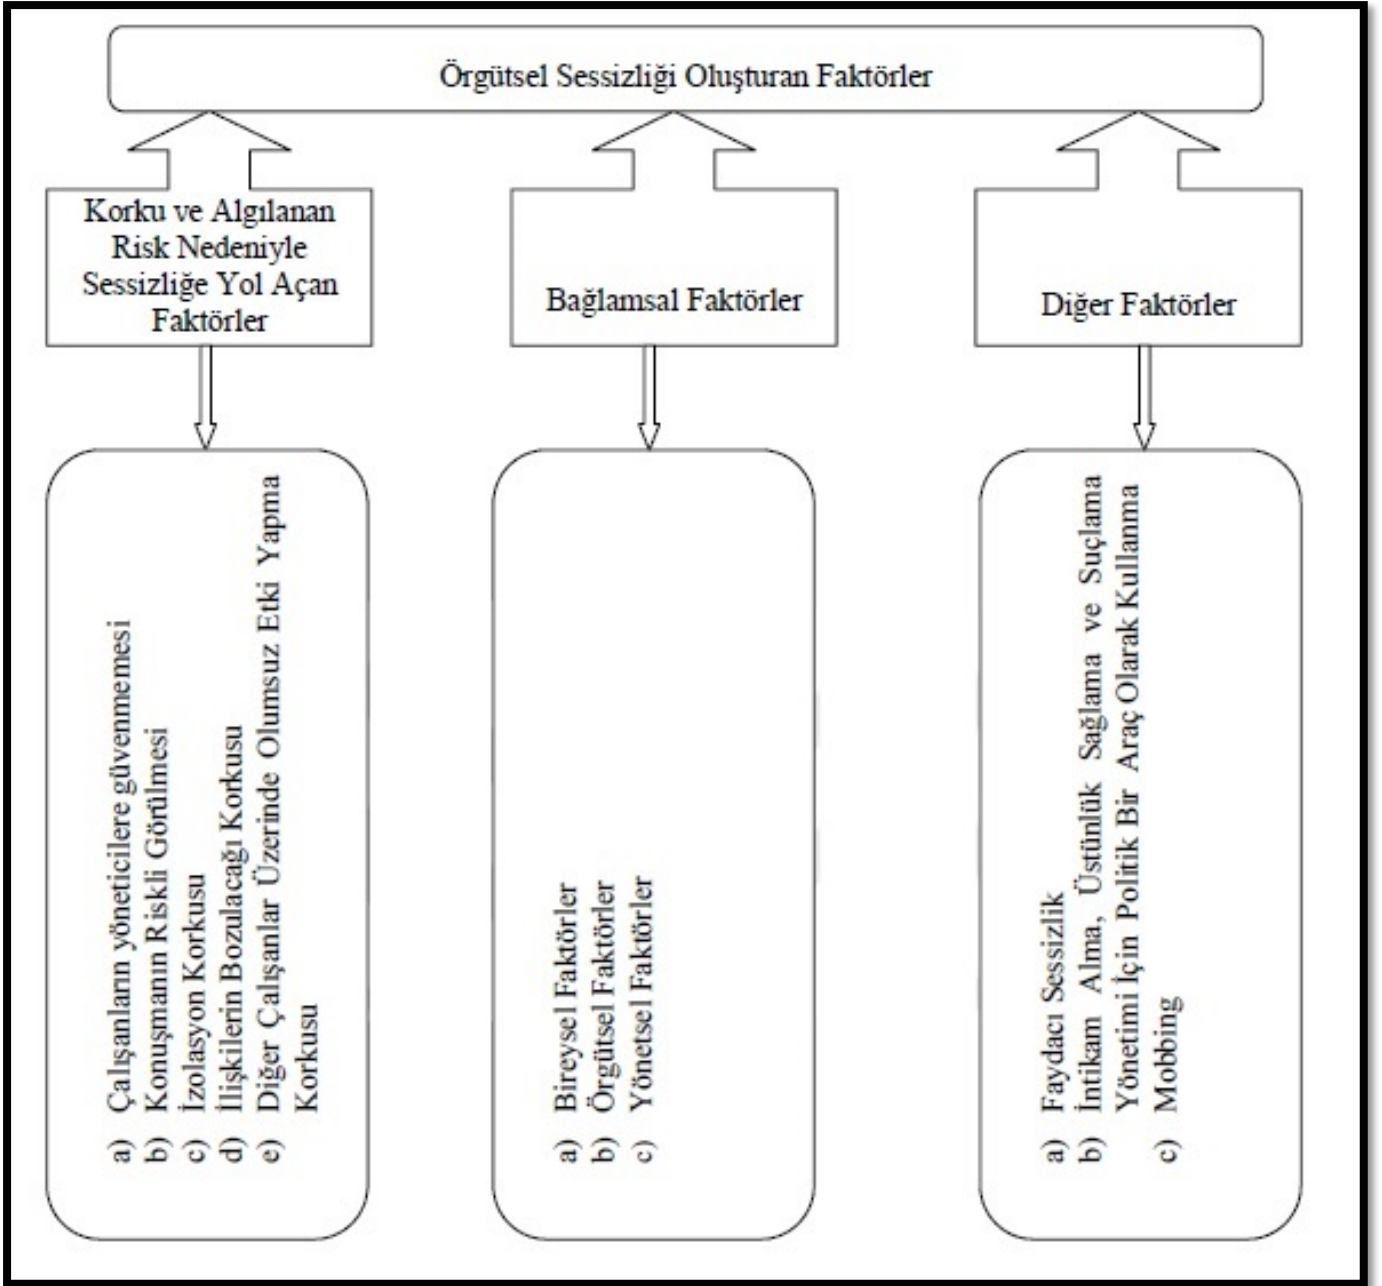 Örgütsel Sessizliği Oluşturan Faktörler
Korku ve Algılanan
Risk Nedeniyle
Sessizliğe Yol Açan
Faktörler
Bağlamsal Faktörler
Diğer Faktörler
a) Çalışanların yöneticilere güvenmemesi
b) Konuşmanın Riskli Görülmesi
c) İzolasyon Korkusu
d) İlişkilerin Bozulacağı Korkusu
e) Diğer Çalışanlar Üzerinde Olumsuz Etki Yapma
Korkusu
a) Bireysel Faktörler
b) Örgütsel Faktörler
c) Yönetsel Faktörler
a) Faydacı Sessizlik
b) İntikam Alma, Üstünlük Sağlama ve Suçlama
Yönetimi İçin Politik Bir Araç Olarak Kullanma
c) Mobbing